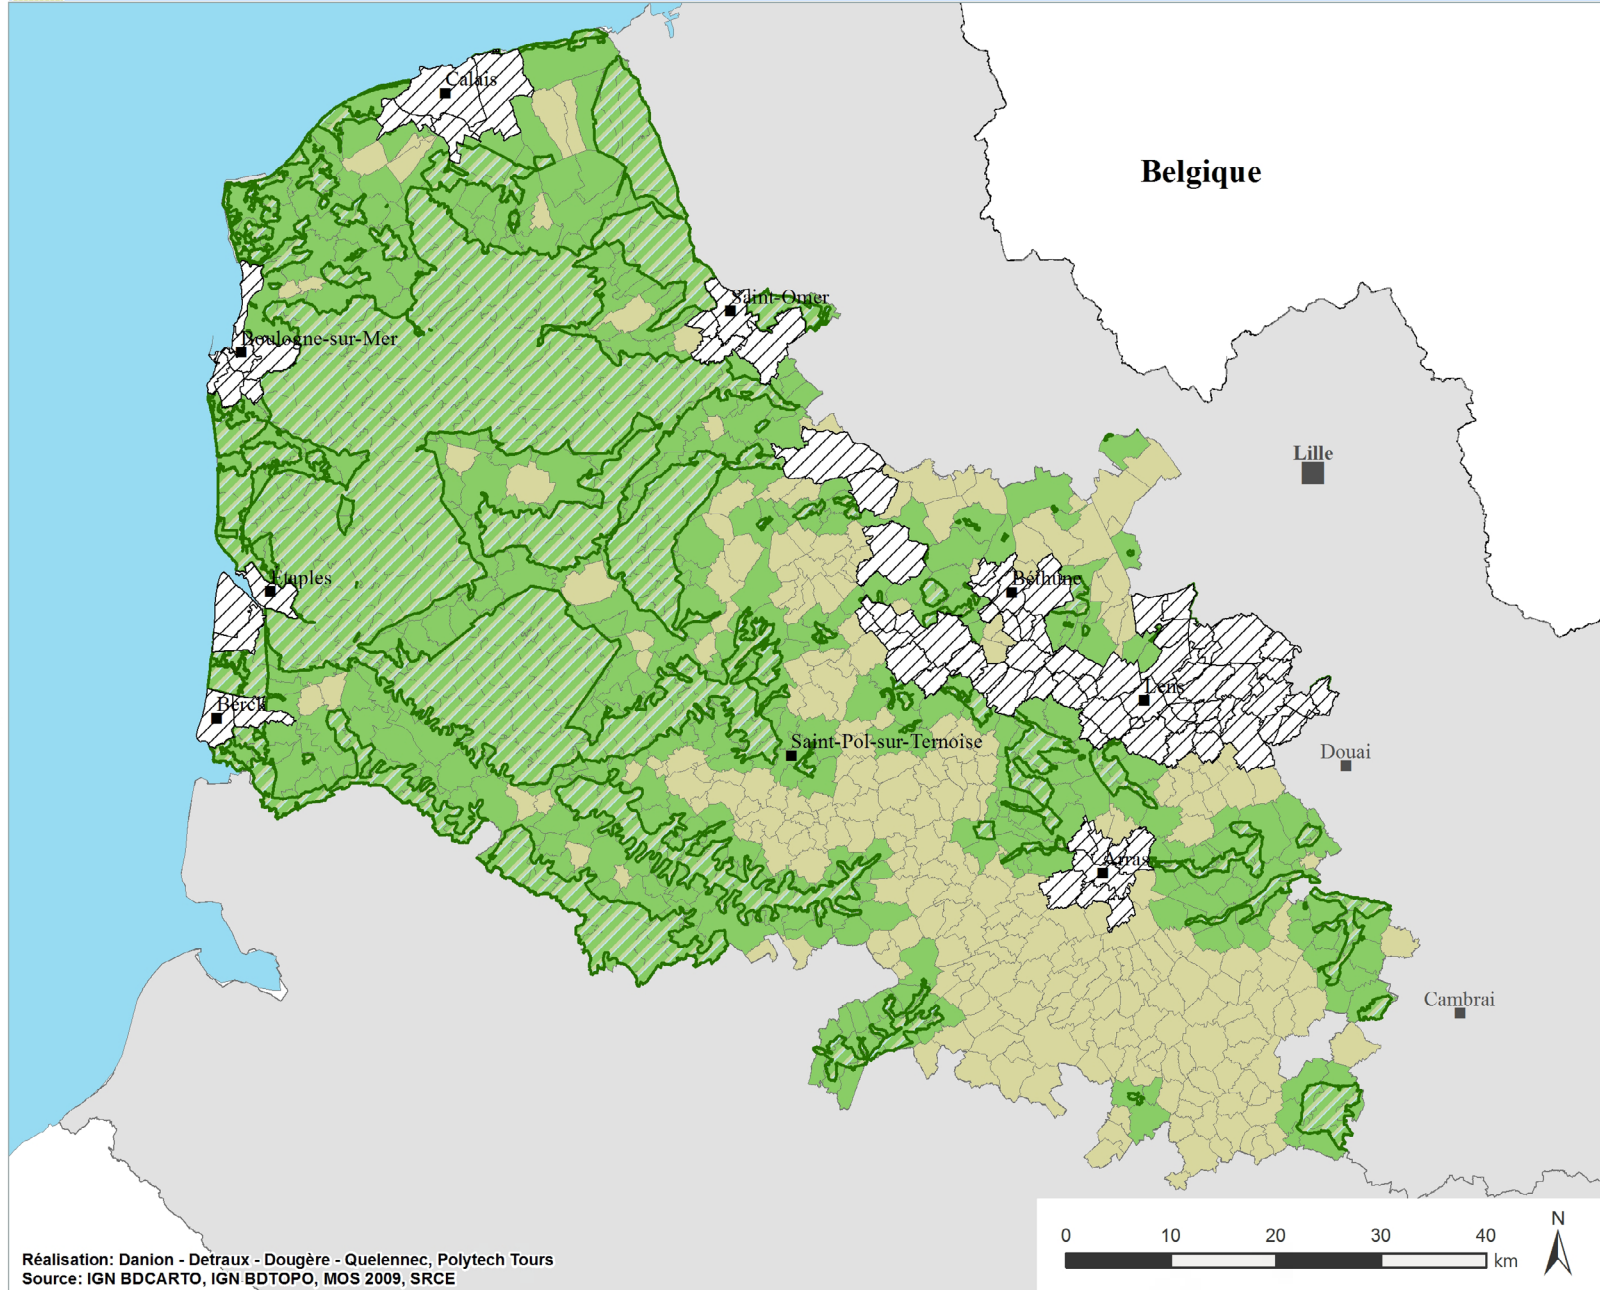 Calais
Belgique
Saint-Omer
Boulogne-sur-Mer
Lille
Etaples
Béthune
Lens
Berck
Saint-Pol-sur-Ternoise
Douai
Arras
Cambrai
N
0 10 20 30 40
km
Réalisation: Danion - Detraux - Dougère - Quelennec, Polytech Tours
Source: IGN BDCARTO, IGN BDTOPO, MOS 2009, SRCE